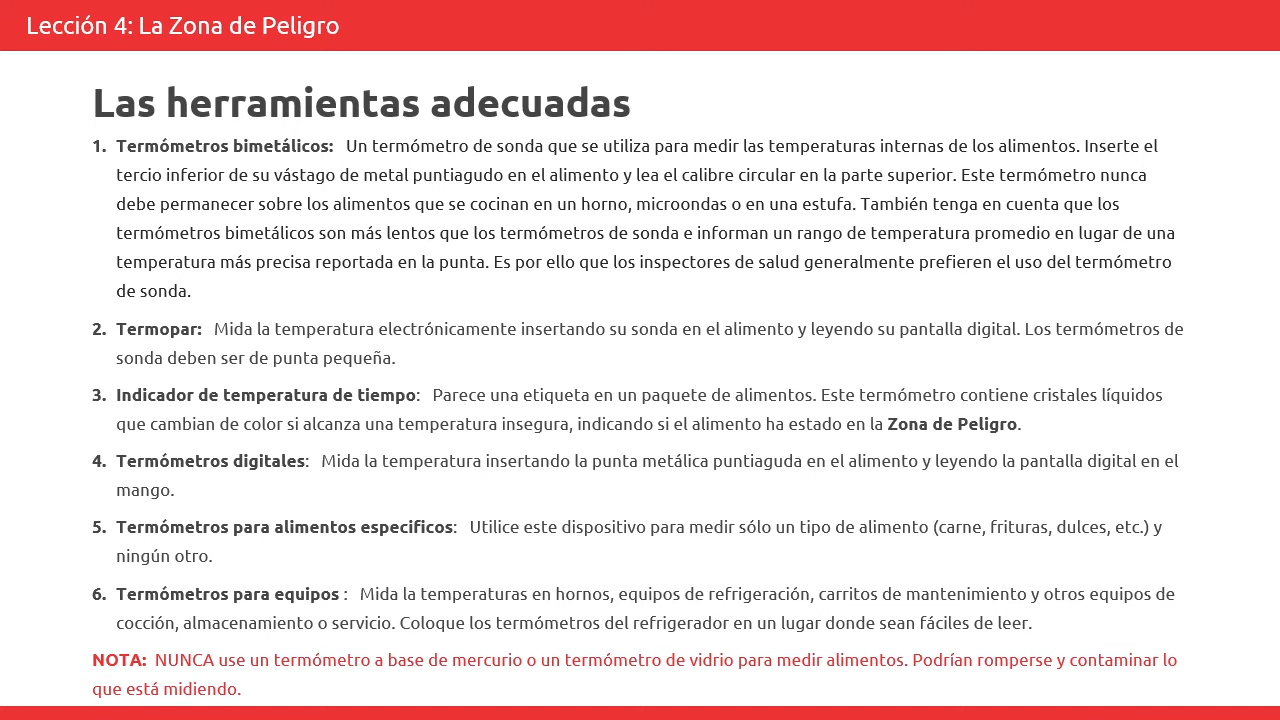 Lección 4: La Zona de Peligro
Las herramientas adecuadas
1. Termómetros bimetálicos: Un termómetro de sonda que se utiliza para medir las temperaturas internas de los alimentos. Inserte el
tercio inferior de su vástago de metal puntiagudo en el alimento y lea el calibre circular en la parte superior. Este termómetro nunca
debe permanecer sobre los alimentos que se cocinan en un horno, microondas o en una estufa. También tenga en cuenta que los
termómetros bimetálicos son más lentos que los termómetros de sonda e informan un rango de temperatura promedio en lugar de una
temperatura más precisa reportada en la punta. Es por ello que los inspectores de salud generalmente prefieren el uso del termómetro
de sonda.
2. Termopar: Mida la temperatura electrónicamente insertando su sonda en el alimento y leyendo su pantalla digital. Los termómetros de
sonda deben ser de punta pequeña.
3. Indicador de temperatura de tiempo: Parece una etiqueta en un paquete de alimentos. Este termómetro contiene cristales líquidos
que cambian de color si alcanza una temperatura insegura, indicando si el alimento ha estado en la Zona de Peligro.
4. Termómetros digitales: Mida la temperatura insertando la punta metálica puntiaguda en el alimento y leyendo la pantalla digital en el
mango.
5. Termómetros para alimentos especificos: Utilice este dispositivo para medir sólo un tipo de alimento (carne, frituras, dulces, etc.) y
ningún otro.
6. Termómetros para equipos : Mida la temperaturas en hornos, equipos de refrigeración, carritos de mantenimiento y otros equipos de
cocción, almacenamiento o servicio. Coloque los termómetros del refrigerador en un lugar donde sean fáciles de leer.
NOTA: NUNCA use un termómetro a base de mercurio o un termómetro de vidrio para medir alimentos. Podrían romperse y contaminar lo
que está midiendo.